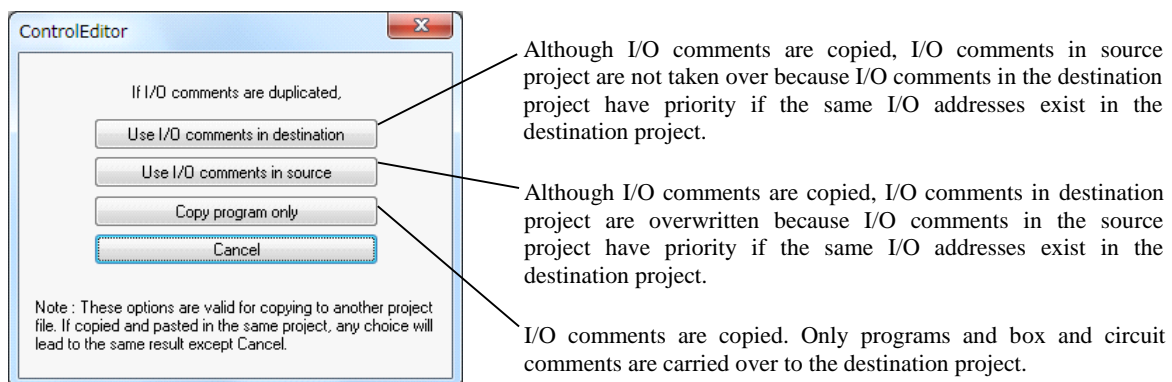 ControlEditor
If I/O comments are duplicated,
Use I/O comments in destination
Use I/O comments in source
Copy program only
Cancel
Note : These options are valid for copying to another project
file. If copied and pasted in the same project, any choice will
lead to the same result except Cancel.
Although I/O comments are copied, I/O comments in source
project are not taken over because I/O comments in the destination
project have priority if the same I/O addresses exist in the
destination project.
Although I/O comments are copied, I/O comments in destination
project are overwritten because I/O comments in the source
project have priority if the same I/O addresses exist in the
destination project.
I/O comments are copied. Only programs and box and circuit
comments are carried over to the destination project.